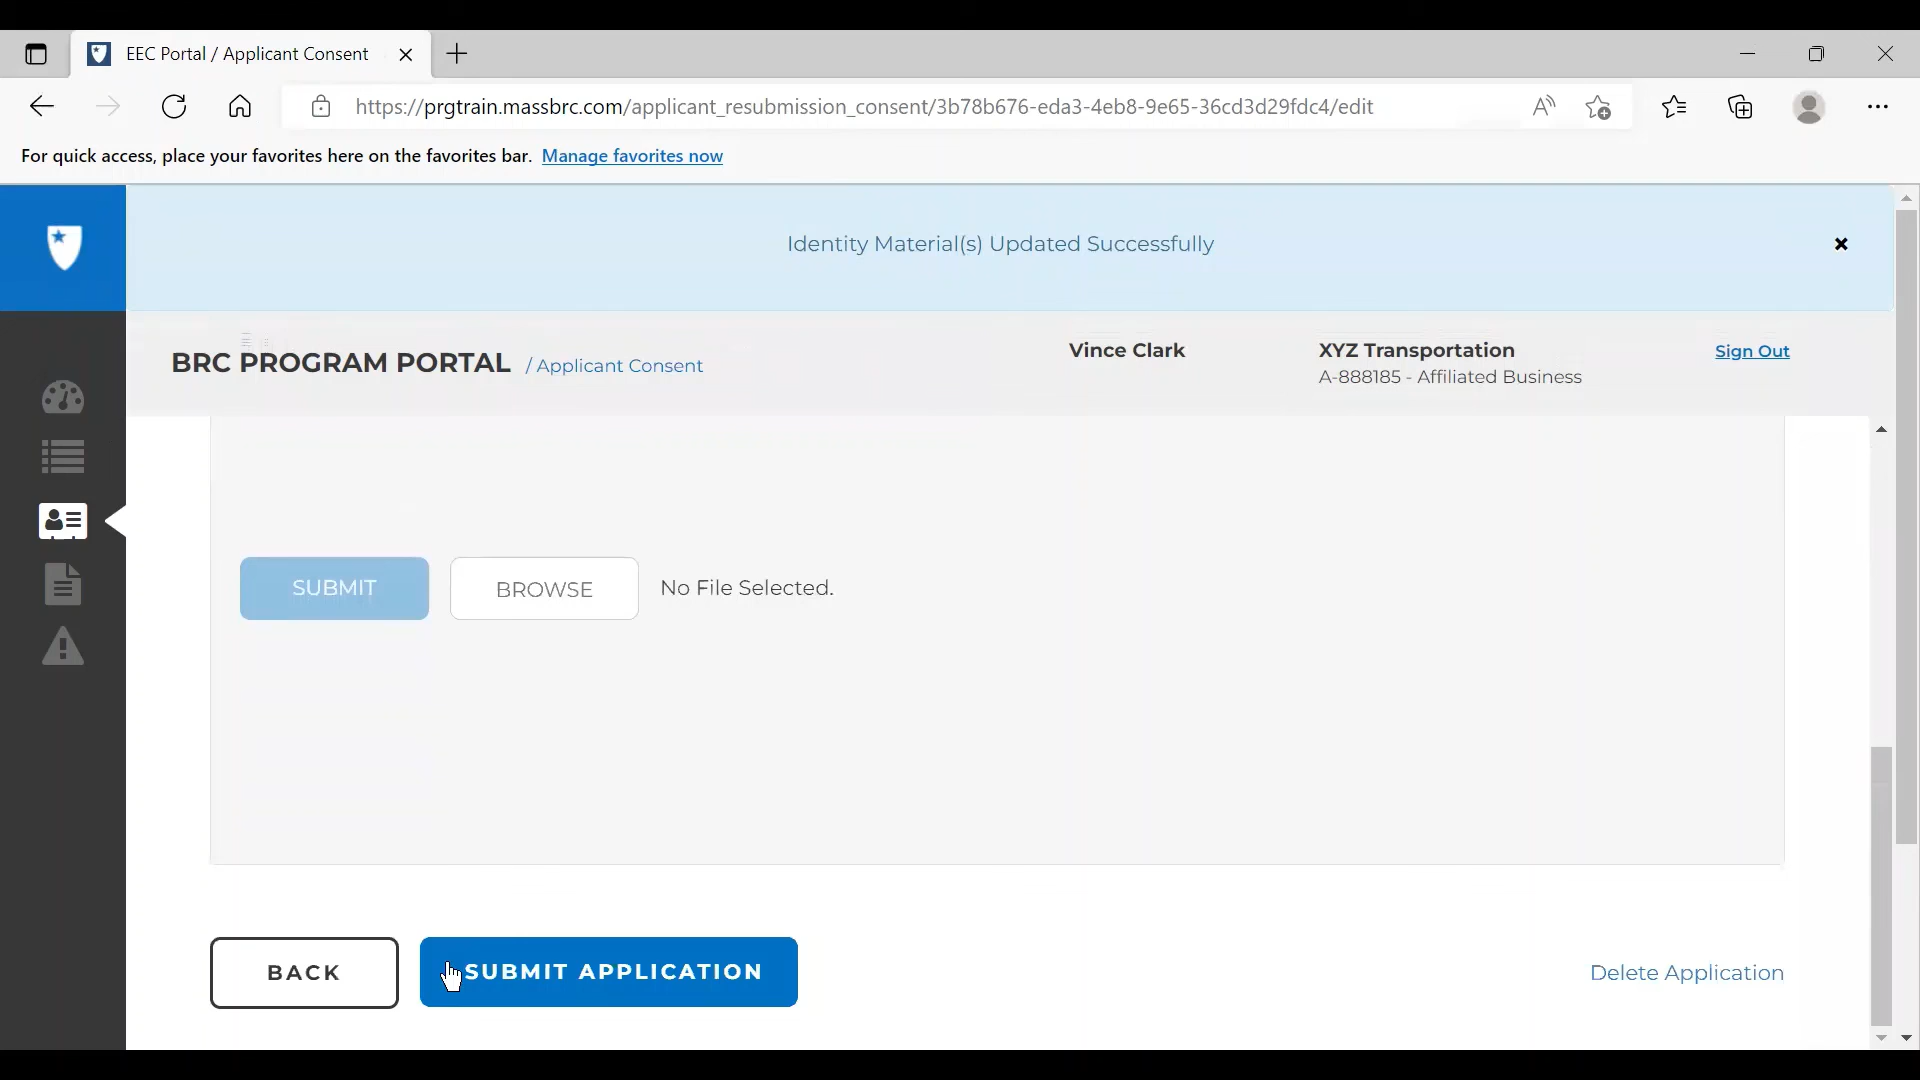 EEC Portal / Applicant Consent
https://prgtrain.massbrc.com/applicant_resubmission_consent/3b78b676-eda3-4eb8-9e65-36cd3d29fdc4/edit
For quick access, place your favorites here on the favorites bar. Manage favorites now
Identity Material(s) Updated Successfully
BRC PROGRAM PORTAL / Applicant Consent
Vince Clark
XYZ Transportation
A-888185 - Affiliated Business
Sign Out
SUBMIT BROWSE No File Selected.
BACK SUBMIT APPLICATION Delete Application